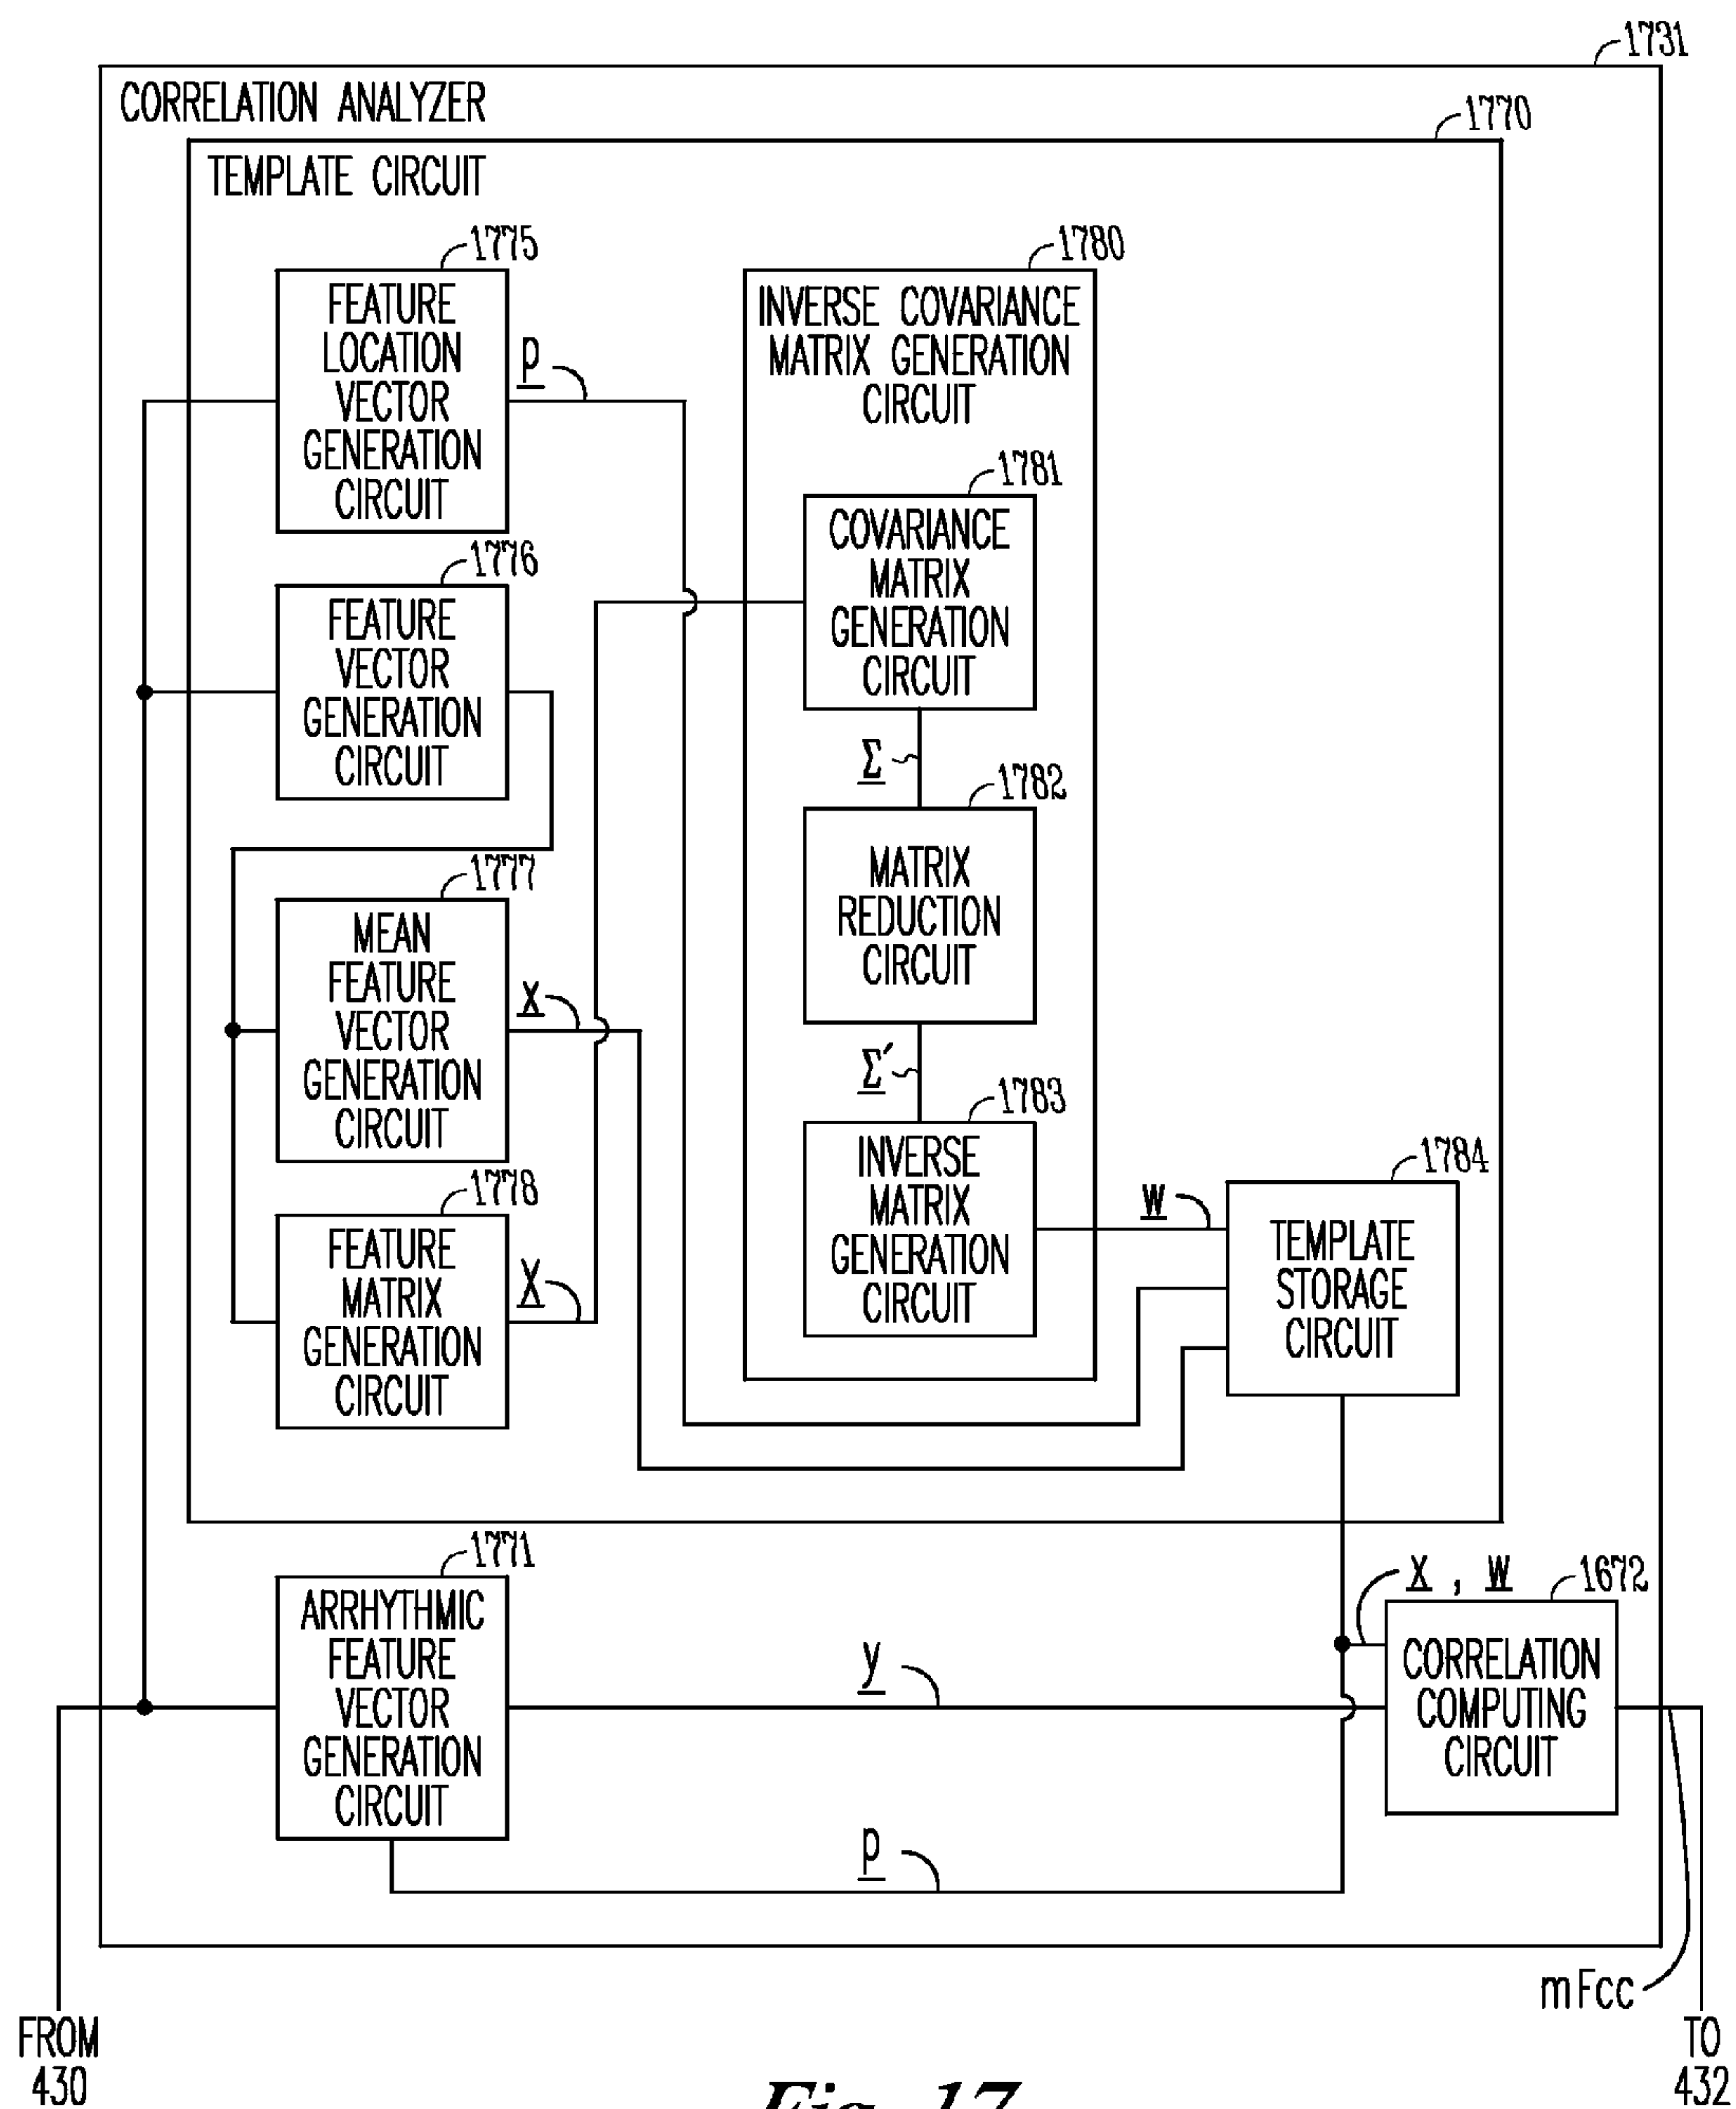 1731
CORRELATION ANALYZER
1770
TEMPLATE CIRCUIT
1775
FEATURE
LOCATION
VECTOR
GENERATION
CIRCUIT
p
1780
INVERSE COVARIANCE
MATRIX GENERATION
CIRCUIT
1781
COVARIANCE
MATRIX
GENERATION
CIRCUIT
1776
FEATURE
VECTOR
GENERATION
CIRCUIT
Σ
1782
MATRIX
REDUCTION
CIRCUIT
1777
MEAN
FEATURE
VECTOR
GENERATION
CIRCUIT
x
Σ′
1783
INVERSE
MATRIX
GENERATION
CIRCUIT
1778
FEATURE
MATRIX
GENERATION
CIRCUIT
X
w
1784
TEMPLATE
STORAGE
CIRCUIT
1771
ARRHYTHMIC
FEATURE
VECTOR
GENERATION
CIRCUIT
y
x , w
1672
CORRELATION
COMPUTING
CIRCUIT
p
mFcc
FROM
430
TO
432
Fig. 17